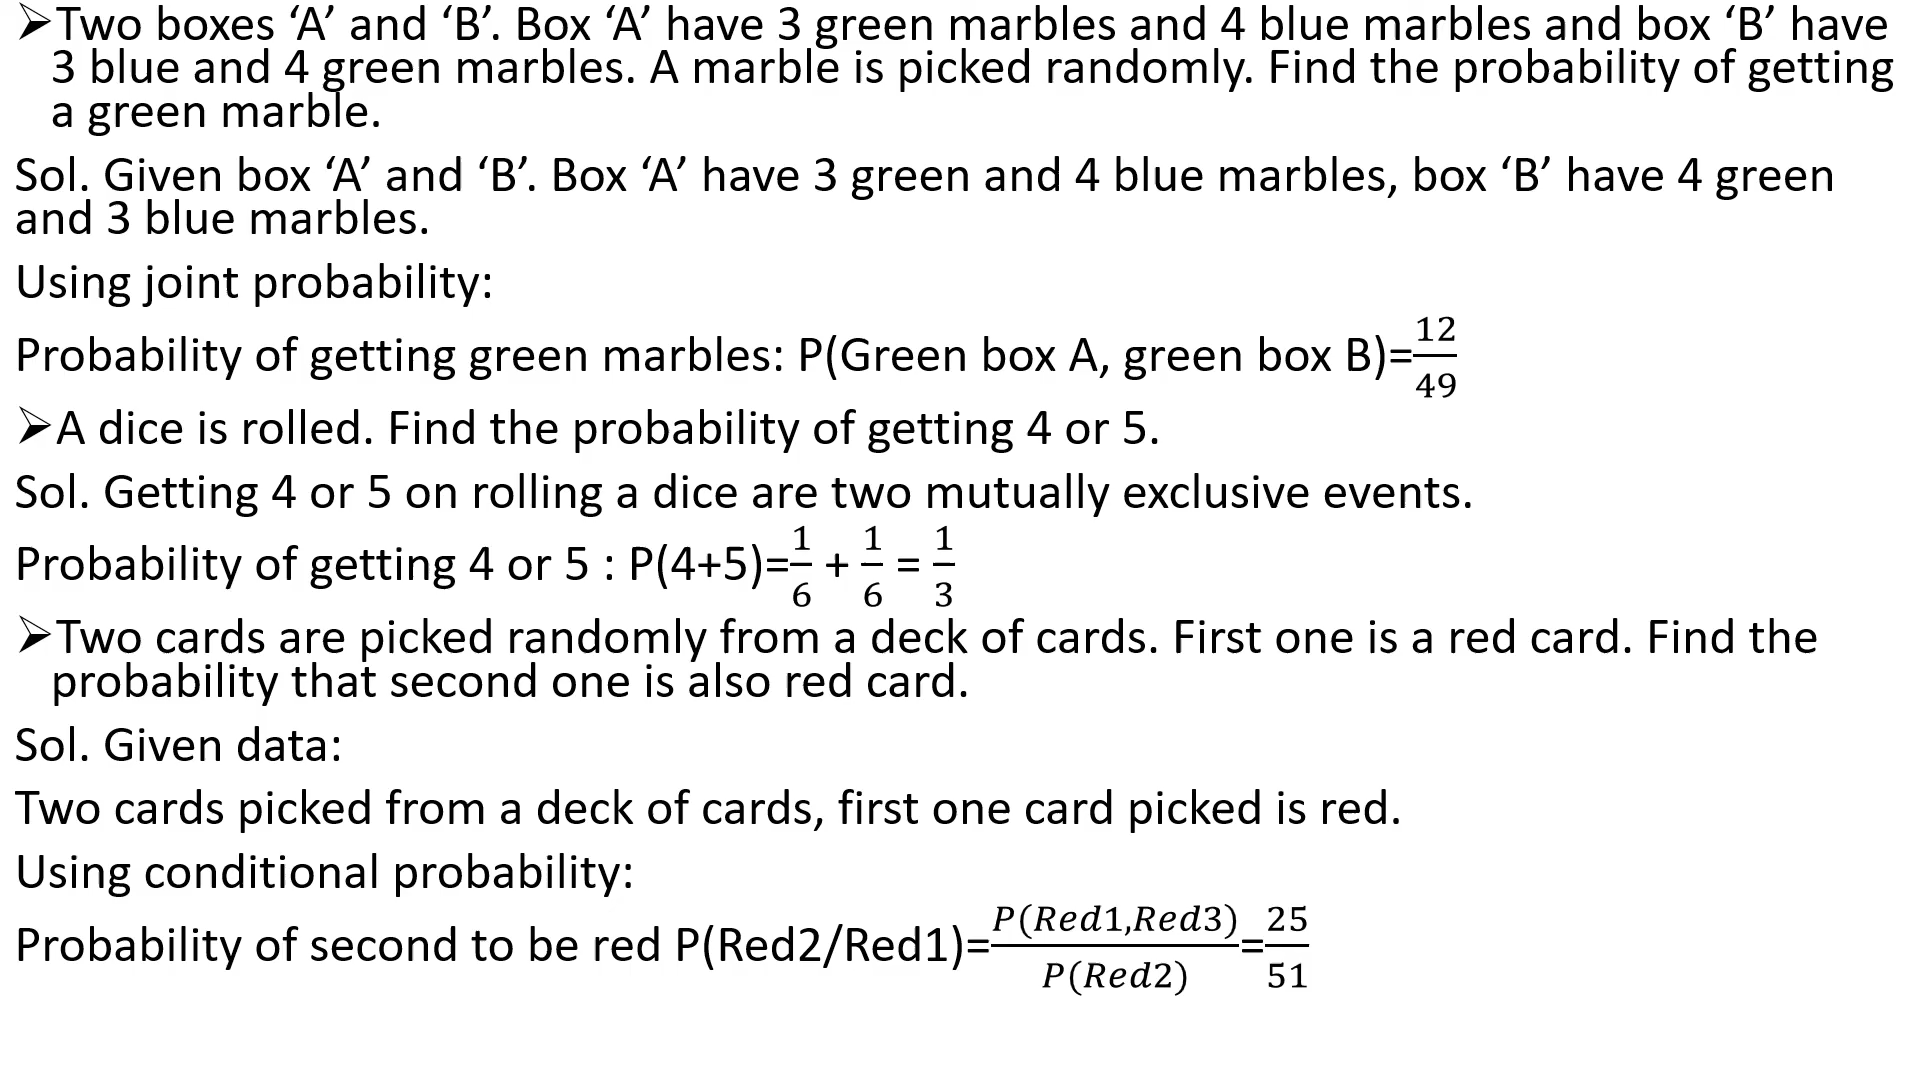 ➢Two boxes ‘A’ and ‘B’. Box ‘A’ have 3 green marbles and 4 blue marbles and box ‘B’ have
3 blue and 4 green marbles. A marble is picked randomly. Find the probability of getting
a green marble.
Sol. Given box ‘A’ and ‘B’. Box ‘A’ have 3 green and 4 blue marbles, box ‘B’ have 4 green
and 3 blue marbles.
Using joint probability:
Probability of getting green marbles: P(Green box A, green box B)=12/49
➢A dice is rolled. Find the probability of getting 4 or 5.
Sol. Getting 4 or 5 on rolling a dice are two mutually exclusive events.
Probability of getting 4 or 5 : P(4+5)=1/6 + 1/6 = 1/3
➢Two cards are picked randomly from a deck of cards. First one is a red card. Find the
probability that second one is also red card.
Sol. Given data:
Two cards picked from a deck of cards, first one card picked is red.
Using conditional probability:
Probability of second to be red P(Red2/Red1)=P(Red1,Red3)/P(Red2)=25/51